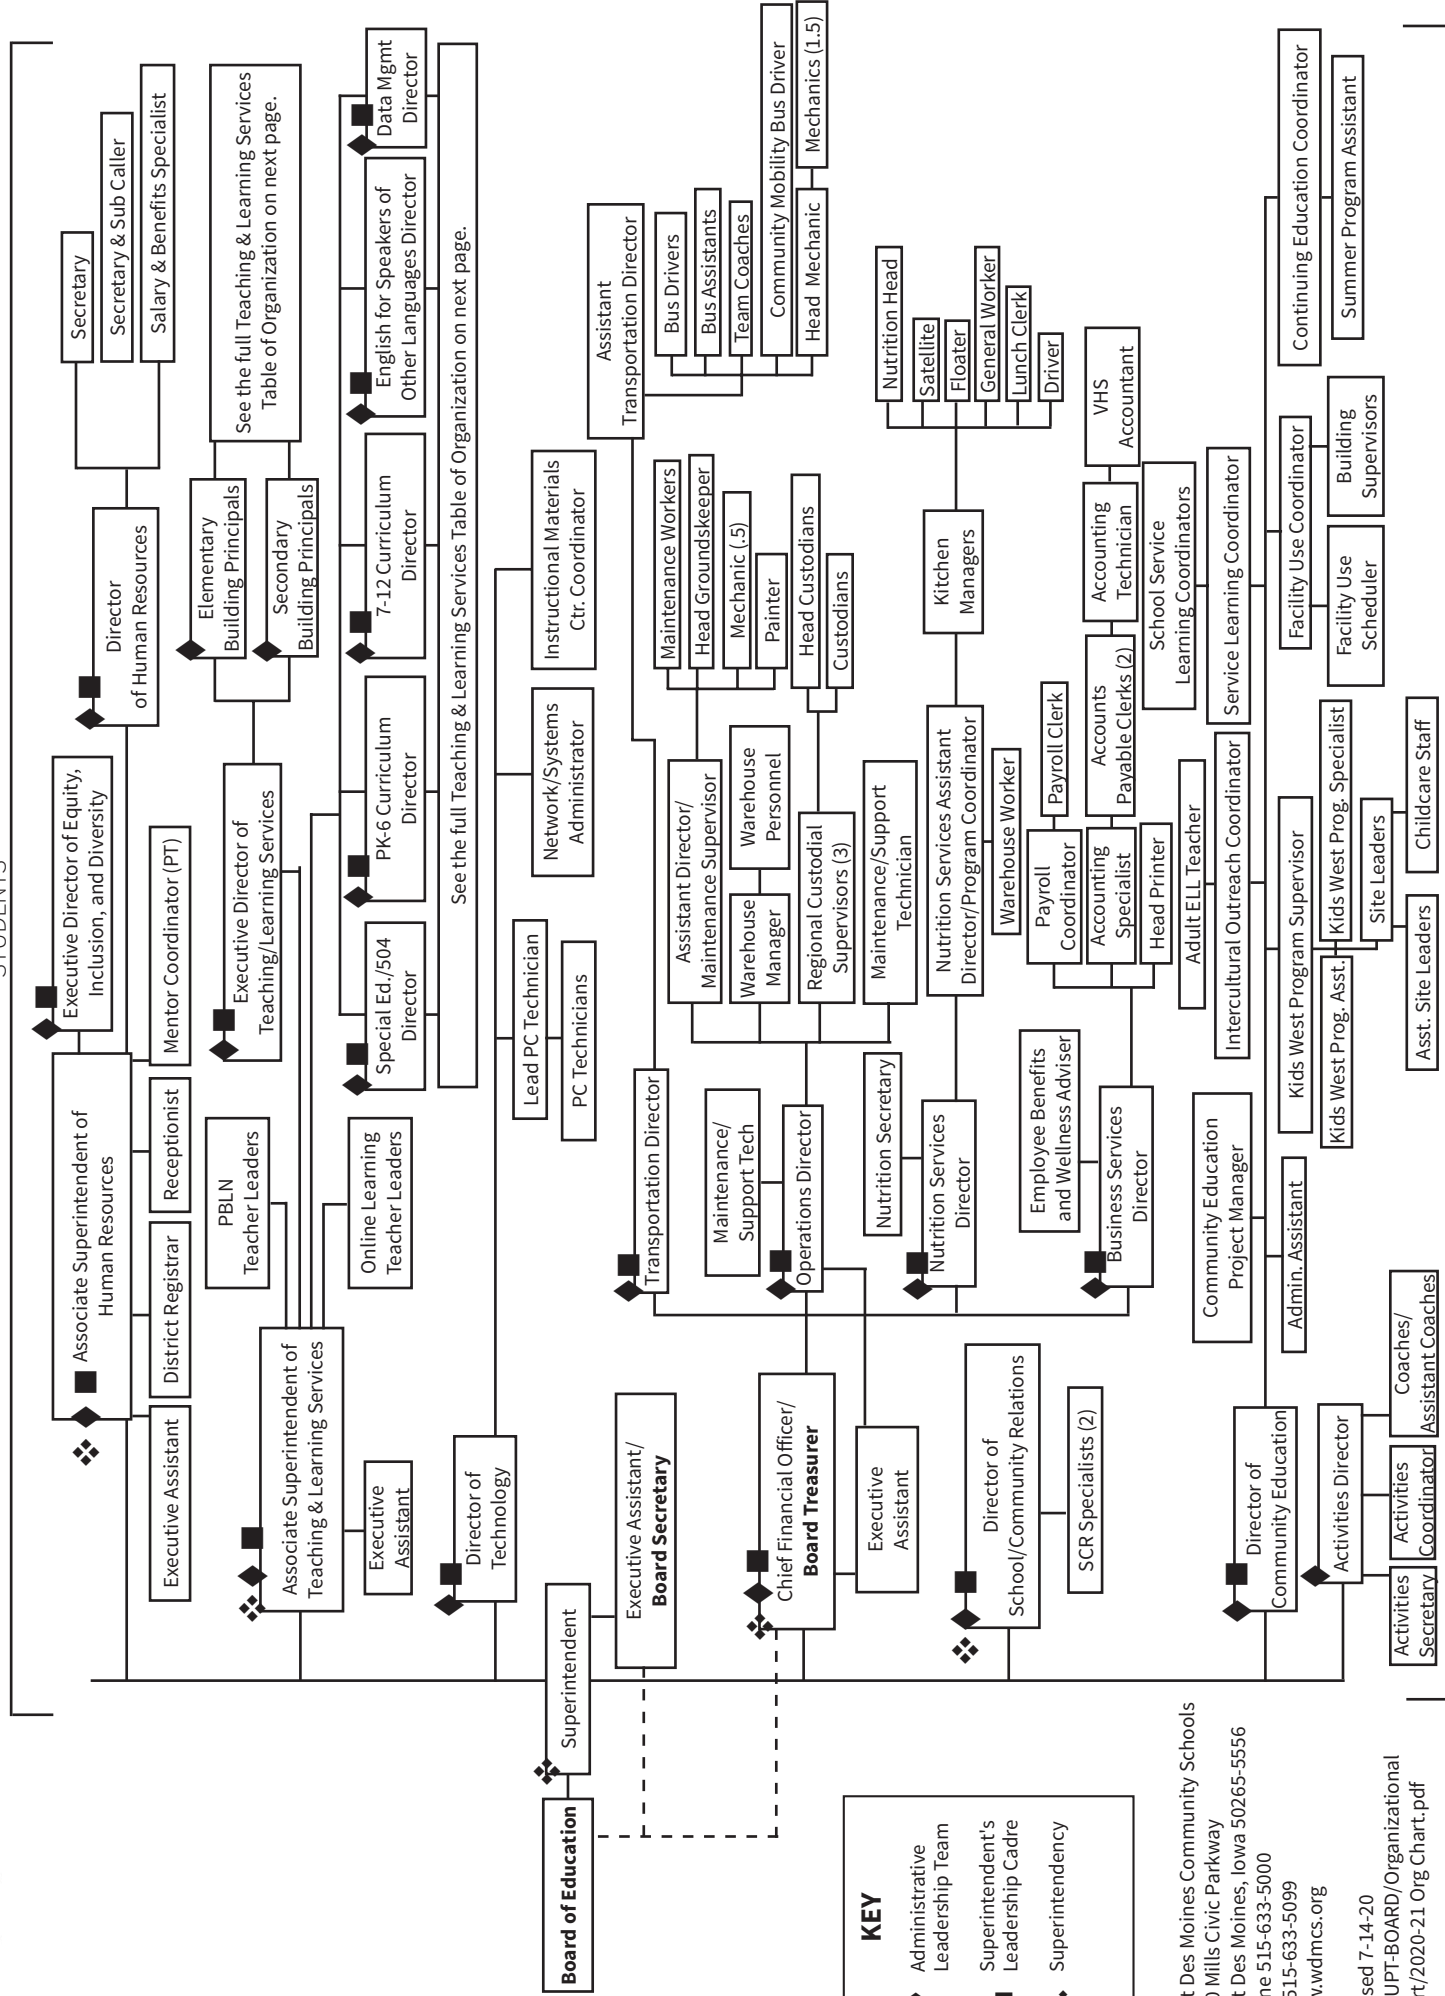 STUDENTS
Board of Education
Superintendent
Executive Assistant/
Board Secretary
Associate Superintendent of
Human Resources
Executive Assistant
District Registrar
Receptionist
Mentor Coordinator (PT)
Executive Director of Equity,
Inclusion, and Diversity
Director
of Human Resources
Secretary
Secretary & Sub Caller
Salary & Benefits Specialist
Associate Superintendent of
Teaching & Learning Services
Executive
Assistant
PBLN
Teacher Leaders
Online Learning
Teacher Leaders
Executive Director of
Teaching/Learning Services
Elementary
Building Principals
Secondary
Building Principals
See the full Teaching & Learning Services
Table of Organization on next page.
Special Ed./504
Director
PK-6 Curriculum
Director
7-12 Curriculum
Director
English for Speakers of
Other Languages Director
Data Mgmt
Director
See the full Teaching & Learning Services Table of Organization on next page.
Director of
Technology
Lead PC Technician
PC Technicians
Network/Systems
Administrator
Instructional Materials
Ctr. Coordinator
Chief Financial Officer/
Board Treasurer
Executive
Assistant
Transportation Director
Assistant
Transportation Director
Bus Drivers
Bus Assistants
Team Coaches
Community Mobility Bus Driver
Head Mechanic
Mechanics (1.5)
Maintenance/
Support Tech
Operations Director
Assistant Director/
Maintenance Supervisor
Maintenance Workers
Head Groundskeeper
Mechanic (.5)
Painter
Warehouse
Manager
Warehouse
Personnel
Regional Custodial
Supervisors (3)
Head Custodians
Custodians
Maintenance/Support
Technician
Nutrition Secretary
Nutrition Services
Director
Nutrition Services Assistant
Director/Program Coordinator
Warehouse Worker
Kitchen
Managers
Nutrition Head
Satellite
Floater
General Worker
Lunch Clerk
Driver
Employee Benefits
and Wellness Adviser
Business Services
Director
Payroll
Coordinator
Payroll Clerk
Accounting
Specialist
Accounts
Payable Clerks (2)
Accounting
Technician
VHS
Accountant
Head Printer
Director of
School/Community Relations
SCR Specialists (2)
Director of
Community Education
Community Education
Project Manager
Admin. Assistant
Adult ELL Teacher
Intercultural Outreach Coordinator
School Service
Learning Coordinators
Service Learning Coordinator
Kids West Program Supervisor
Kids West Prog. Asst.
Kids West Prog. Specialist
Site Leaders
Asst. Site Leaders
Childcare Staff
Facility Use Coordinator
Facility Use
Scheduler
Building
Supervisors
Continuing Education Coordinator
Summer Program Assistant
Activities Director
Activities
Secretary
Activities
Coordinator
Coaches/
Assistant Coaches
KEY
Administrative
Leadership Team
Superintendent's
Leadership Cadre
Superintendency
t Des Moines Community Schools
0 Mills Civic Parkway
t Des Moines, Iowa 50265-5556
ne 515-633-5000
515-633-5099
w.wdmcs.org
sed 7-14-20
UPT-BOARD/Organizational
rt/2020-21 Org Chart.pdf